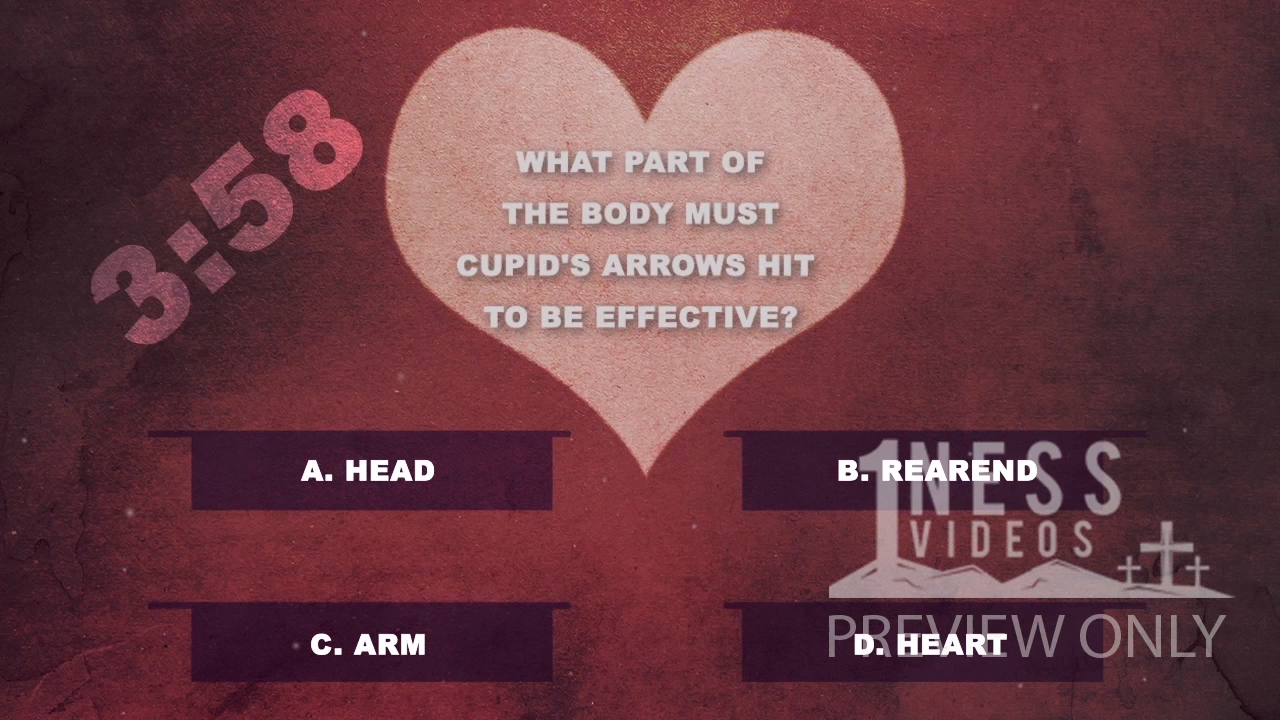 3:58
WHAT PART OF
THE BODY MUST
CUPID'S ARROWS HIT
TO BE EFFECTIVE?
A. HEAD
B. REAREND
C. ARM
D. HEART
1NESS
VIDEOS
PREVIEW ONLY